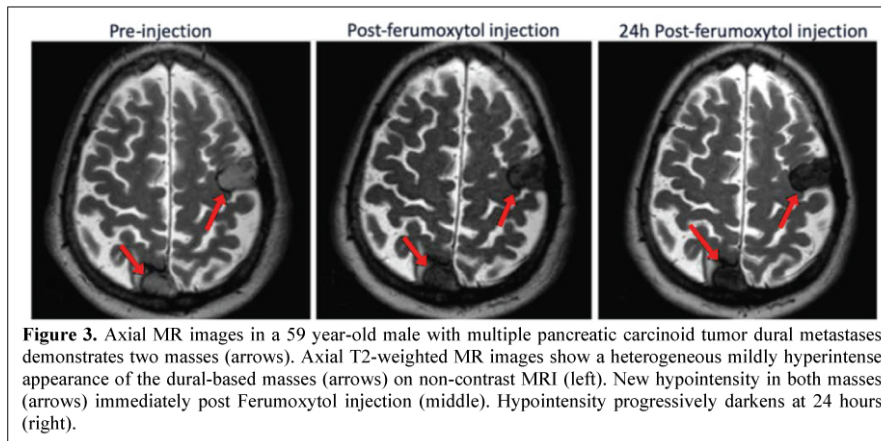 Pre-injection
Post-ferumoxytol injection
24h Post-ferumoxytol injection
Figure 3. Axial MR images in a 59 year-old male with multiple pancreatic carcinoid tumor dural metastases
demonstrates two masses (arrows). Axial T2-weighted MR images show a heterogeneous mildly hyperintense
appearance of the dural-based masses (arrows) on non-contrast MRI (left). New hypointensity in both masses
(arrows) immediately post Ferumoxytol injection (middle). Hypointensity progressively darkens at 24 hours
(right).